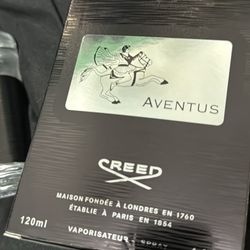 AVENTUS
CREED
MAISON FONDÉE À LONDRES EN 1760
ÉTABLIE À PARIS EN 1854
120ml
VAPORISATEUR